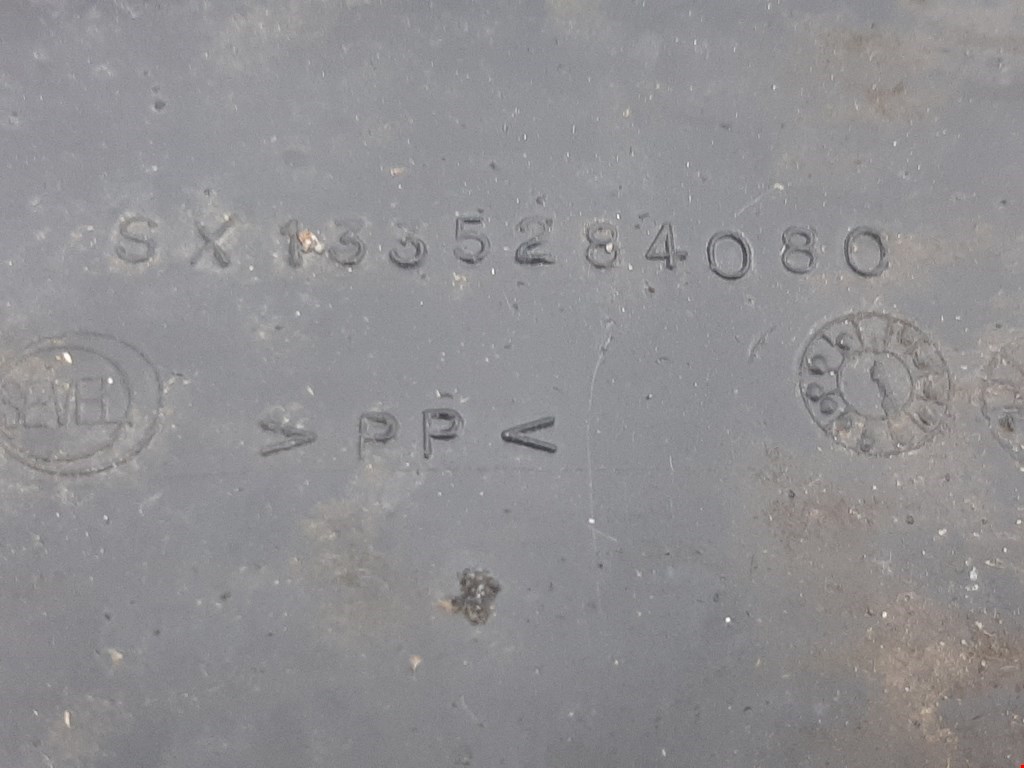 SX 1335284080
SEVEL
> PP <